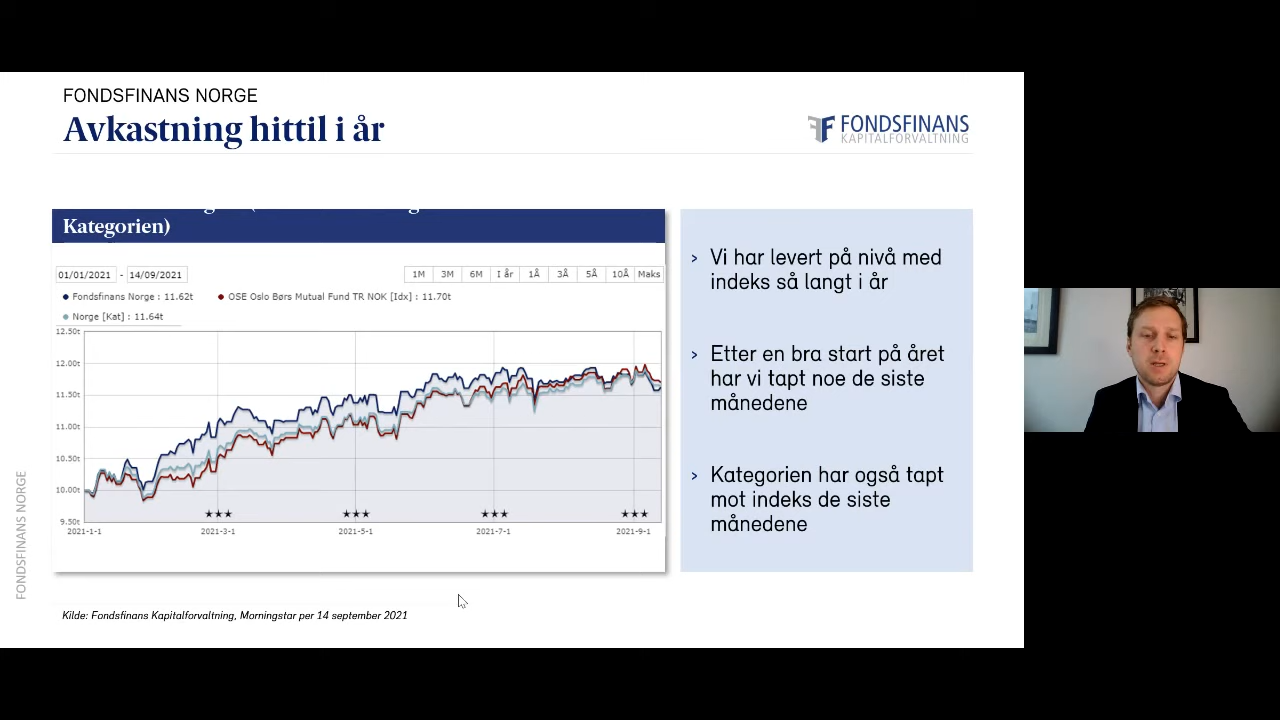 FONDSFINANS NORGE
Avkastning hittil i år
FONDSFINANS
KAPITALFORVALTNING
Kategorien)
01/01/2021 - 14/09/2021
1M 3M 6M I år 1Å 3Å 5Å 10Å Maks
Fondsfinans Norge : 11.62t
OSE Oslo Børs Mutual Fund TR NOK [Idx] : 11.70t
Norge [Kat] : 11.64t
12.50t
12.00t
11.50t
11.00t
10.50t
10.00t
9.50t
★★★ ★★★ ★★★ ★★★
2021-1-1 2021-3-1 2021-5-1 2021-7-1 2021-9-1
› Vi har levert på nivå med
indeks så langt i år
› Etter en bra start på året
har vi tapt noe de siste
månedene
› Kategorien har også tapt
mot indeks de siste
månedene
FONDSFINANS NORGE
Kilde: Fondsfinans Kapitalforvaltning, Morningstar per 14 september 2021